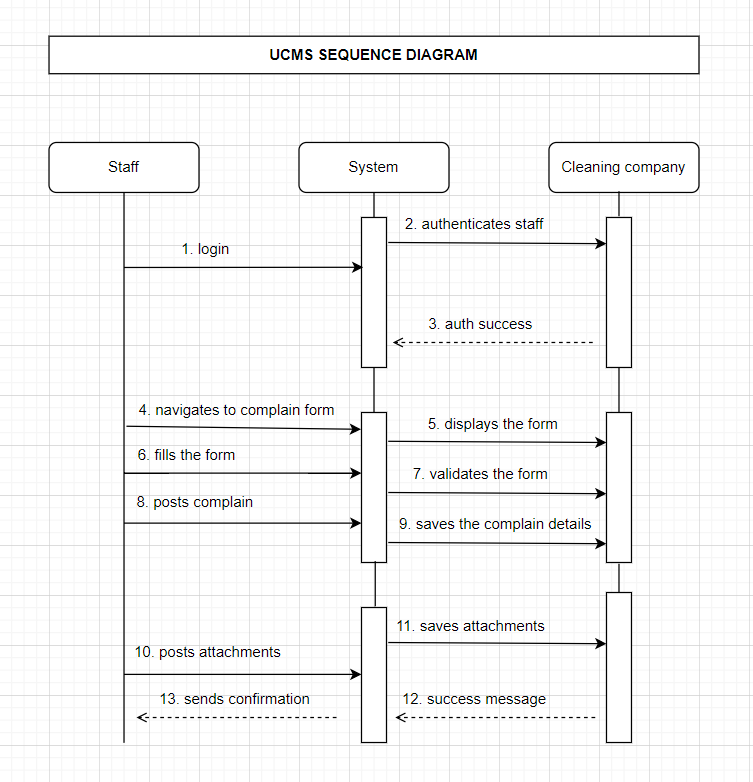 UCMS SEQUENCE DIAGRAM
Staff
System
Cleaning company
2. authenticates staff
1. login
3. auth success
4. navigates to complain form
5. displays the form
6. fills the form
7. validates the form
8. posts complain
9. saves the complain details
11. saves attachments
10. posts attachments
13. sends confirmation
12. success message